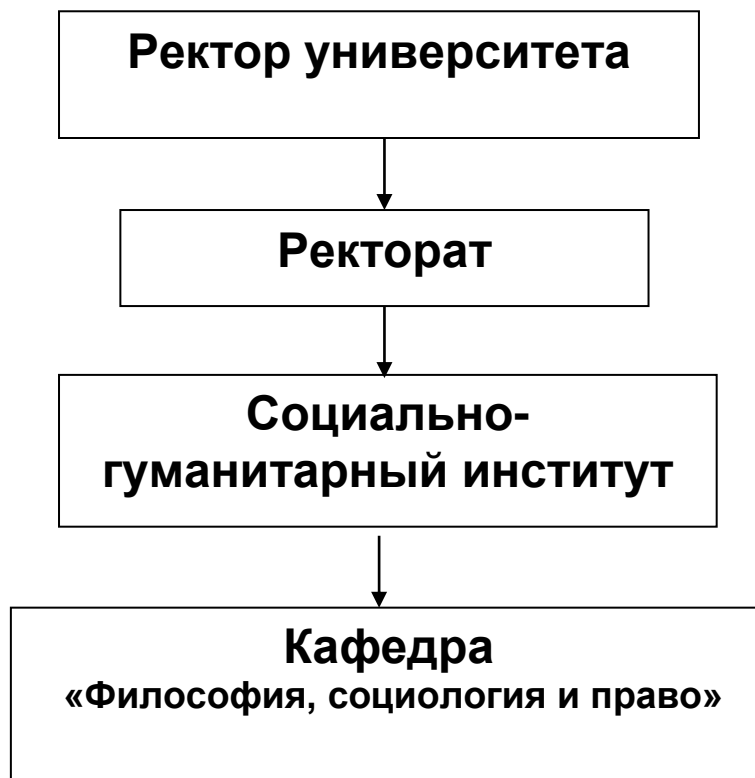 Ректор университета
Ректорат
Социально-
гуманитарный институт
Кафедра
«Философия, социология и право»